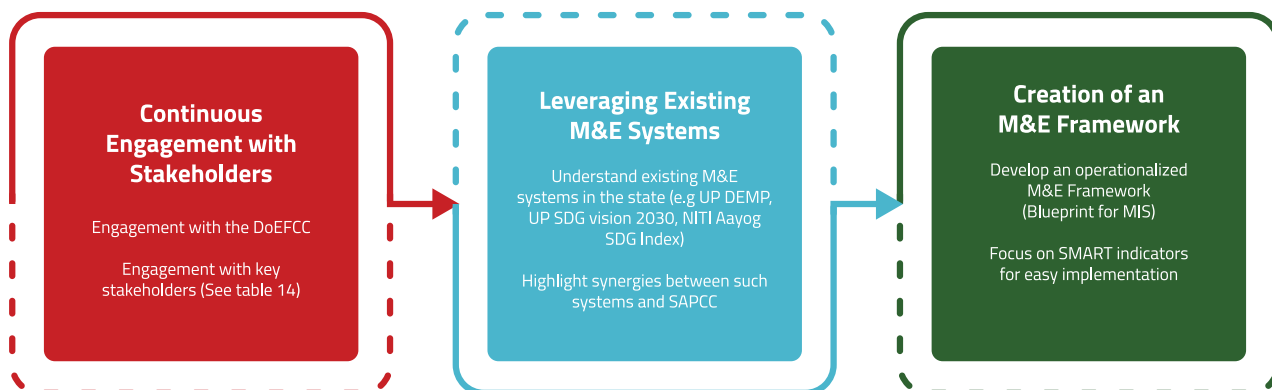 Continuous
Engagement with
Stakeholders
Engagement with the DoEFCC
Engagement with key
stakeholders (See table 14)
Leveraging Existing
M&E Systems
Understand existing M&E
systems in the state (e.g UP DEMP,
UP SDG vision 2030, NITI Aayog
SDG Index)
Highlight synergies between such
systems and SAPCC
Creation of an
M&E Framework
Develop an operationalized
M&E Framework
(Blueprint for MIS)
Focus on SMART indicators
for easy implementation